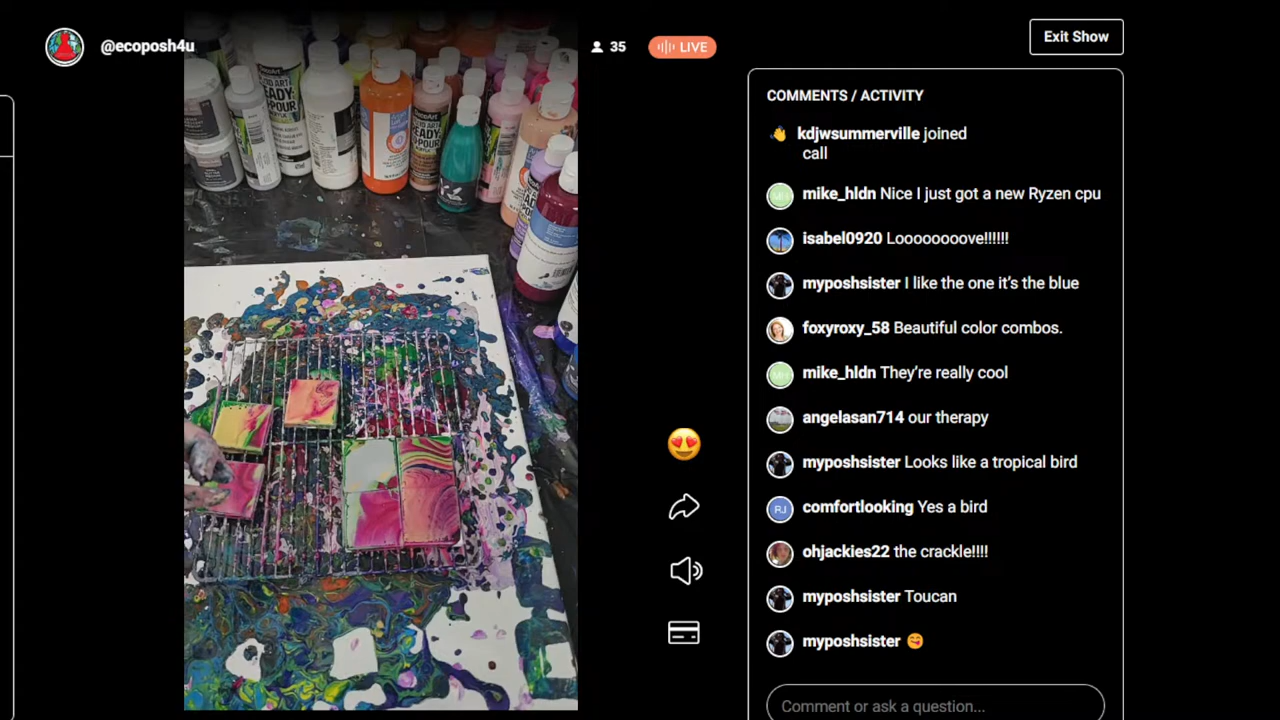 @ecoposh4u
35
LIVE
Exit Show
COMMENTS / ACTIVITY
👋 kdjwsummerville joined
call
mike_hldn Nice I just got a new Ryzen cpu
isabel0920 Loooooooove!!!!!!
myposhsister I like the one it’s the blue
foxyroxy_58 Beautiful color combos.
mike_hldn They’re really cool
angelasan714 our therapy
myposhsister Looks like a tropical bird
RJ comfortlooking Yes a bird
ohjackies22 the crackle!!!!
myposhsister Toucan
myposhsister 😋
Comment or ask a question...
DecoArt
READY
POUR
DecoArt
READY
POUR